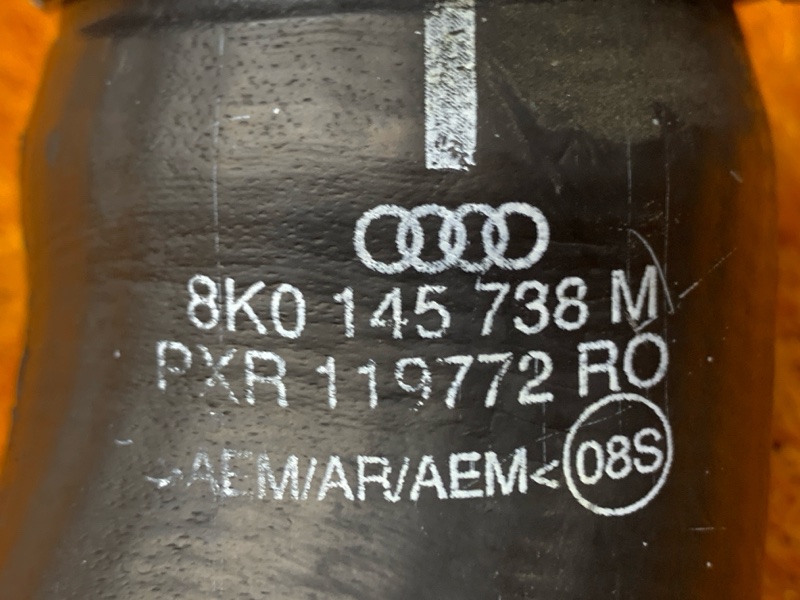 8K0 145 738 M
PXR 119772 RO
>AEM/AR/AEM< 08S